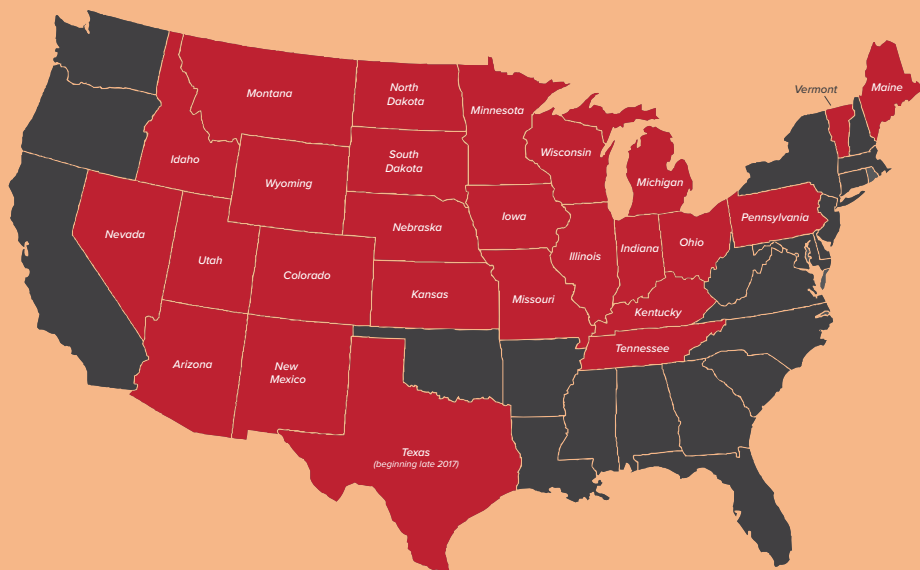 Vermont
Maine
Montana
North
Dakota
Minnesota
Idaho
Wisconsin
South
Dakota
Michigan
Wyoming
Nebraska
Iowa
Pennsylvania
Nevada
Utah
Colorado
Kansas
Illinois
Indiana
Ohio
Missouri
Kentucky
Arizona
New
Mexico
Tennessee
Texas
(beginning late 2017)